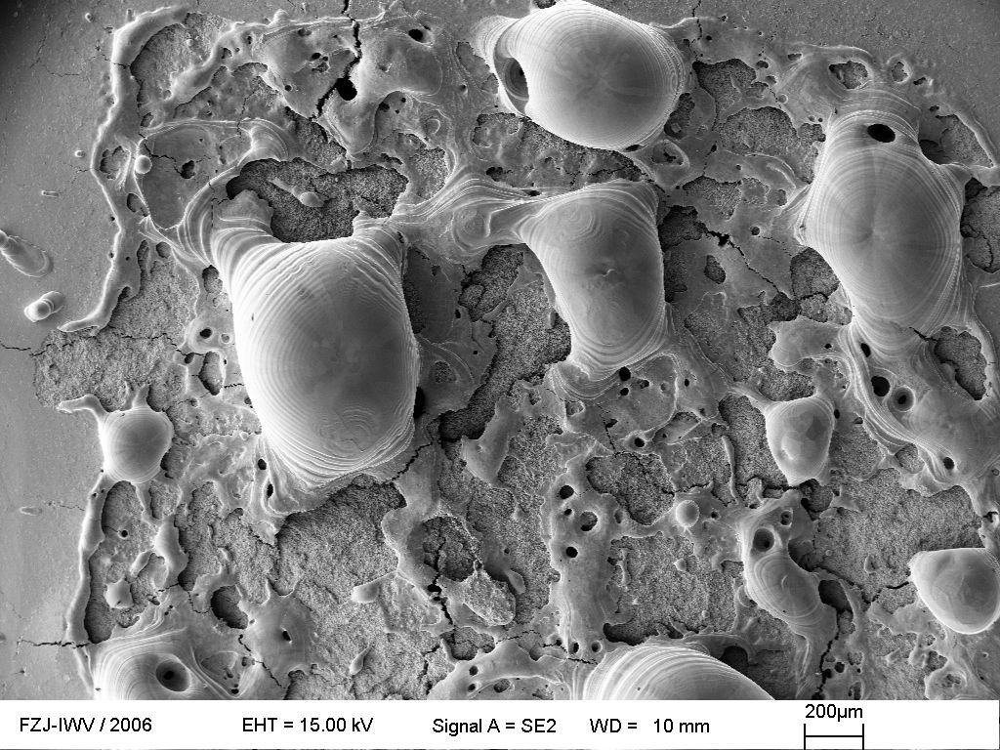 FZJ-IWV / 2006 EHT = 15.00 kV Signal A = SE2 WD = 10 mm 200µm